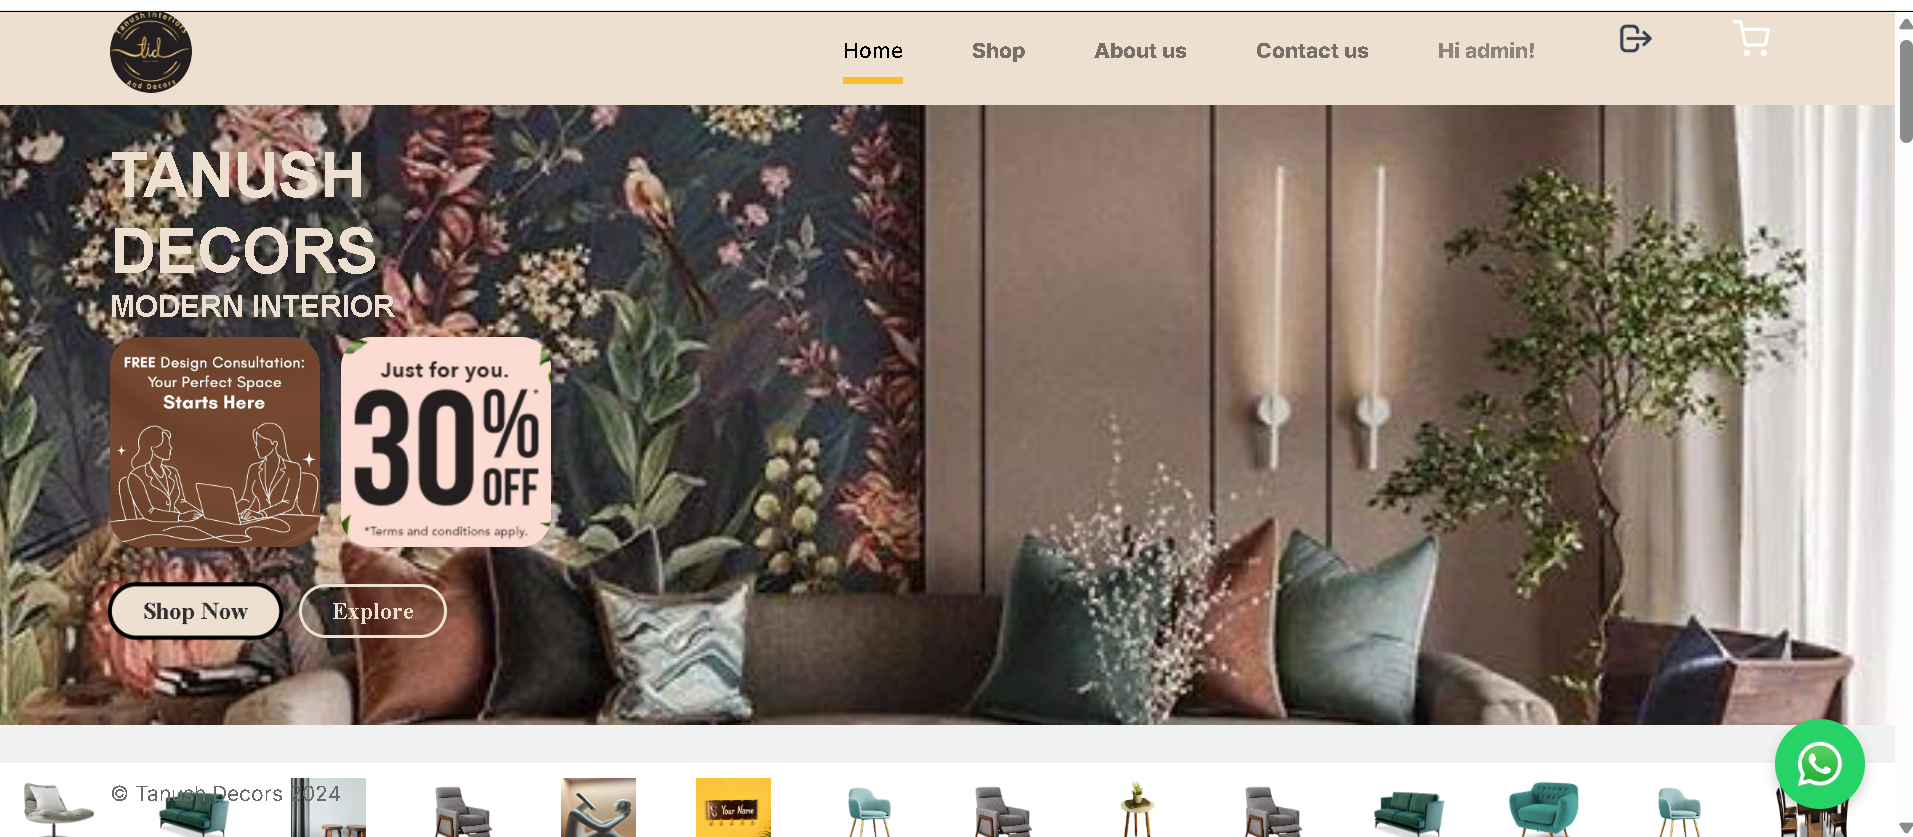 Tanush Interiors
tid
and Decors
Home
Shop
About us
Contact us
Hi admin!
TANUSH
DECORS
MODERN INTERIOR
FREE Design Consultation:
Your Perfect Space
Starts Here
Just for you.
30% OFF*
*Terms and conditions apply.
Shop Now
Explore
© Tanush Decors 2024
Your Name